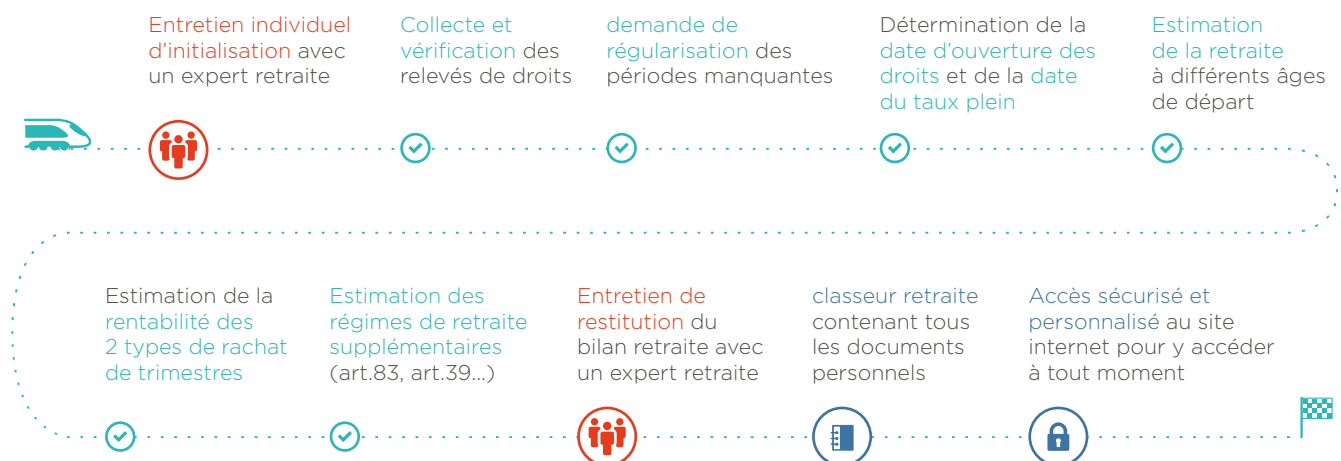 Entretien individuel
d'initialisation avec
un expert retraite
Collecte et
vérification des
relevés de droits
demande de
régularisation des
périodes manquantes
Détermination de la
date d'ouverture des
droits et de la date
du taux plein
Estimation
de la retraite
à différents âges
de départ
Estimation de la
rentabilité des
2 types de rachat
de trimestres
Estimation des
régimes de retraite
supplémentaires
(art.83, art.39...)
Entretien de
restitution du
bilan retraite avec
un expert retraite
classeur retraite
contenant tous
les documents
personnels
Accès sécurisé et
personnalisé au site
internet pour y accéder
à tout moment